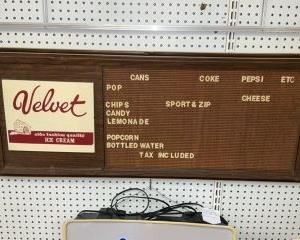 CANS COKE PEPSI ETC
POP
CHEESE
CHIPS SPORT & ZIP
CANDY
LEMONADE
POPCORN
BOTTLED WATER
TAX INCLUDED
Velvet
olde fashion quality
ICE CREAM